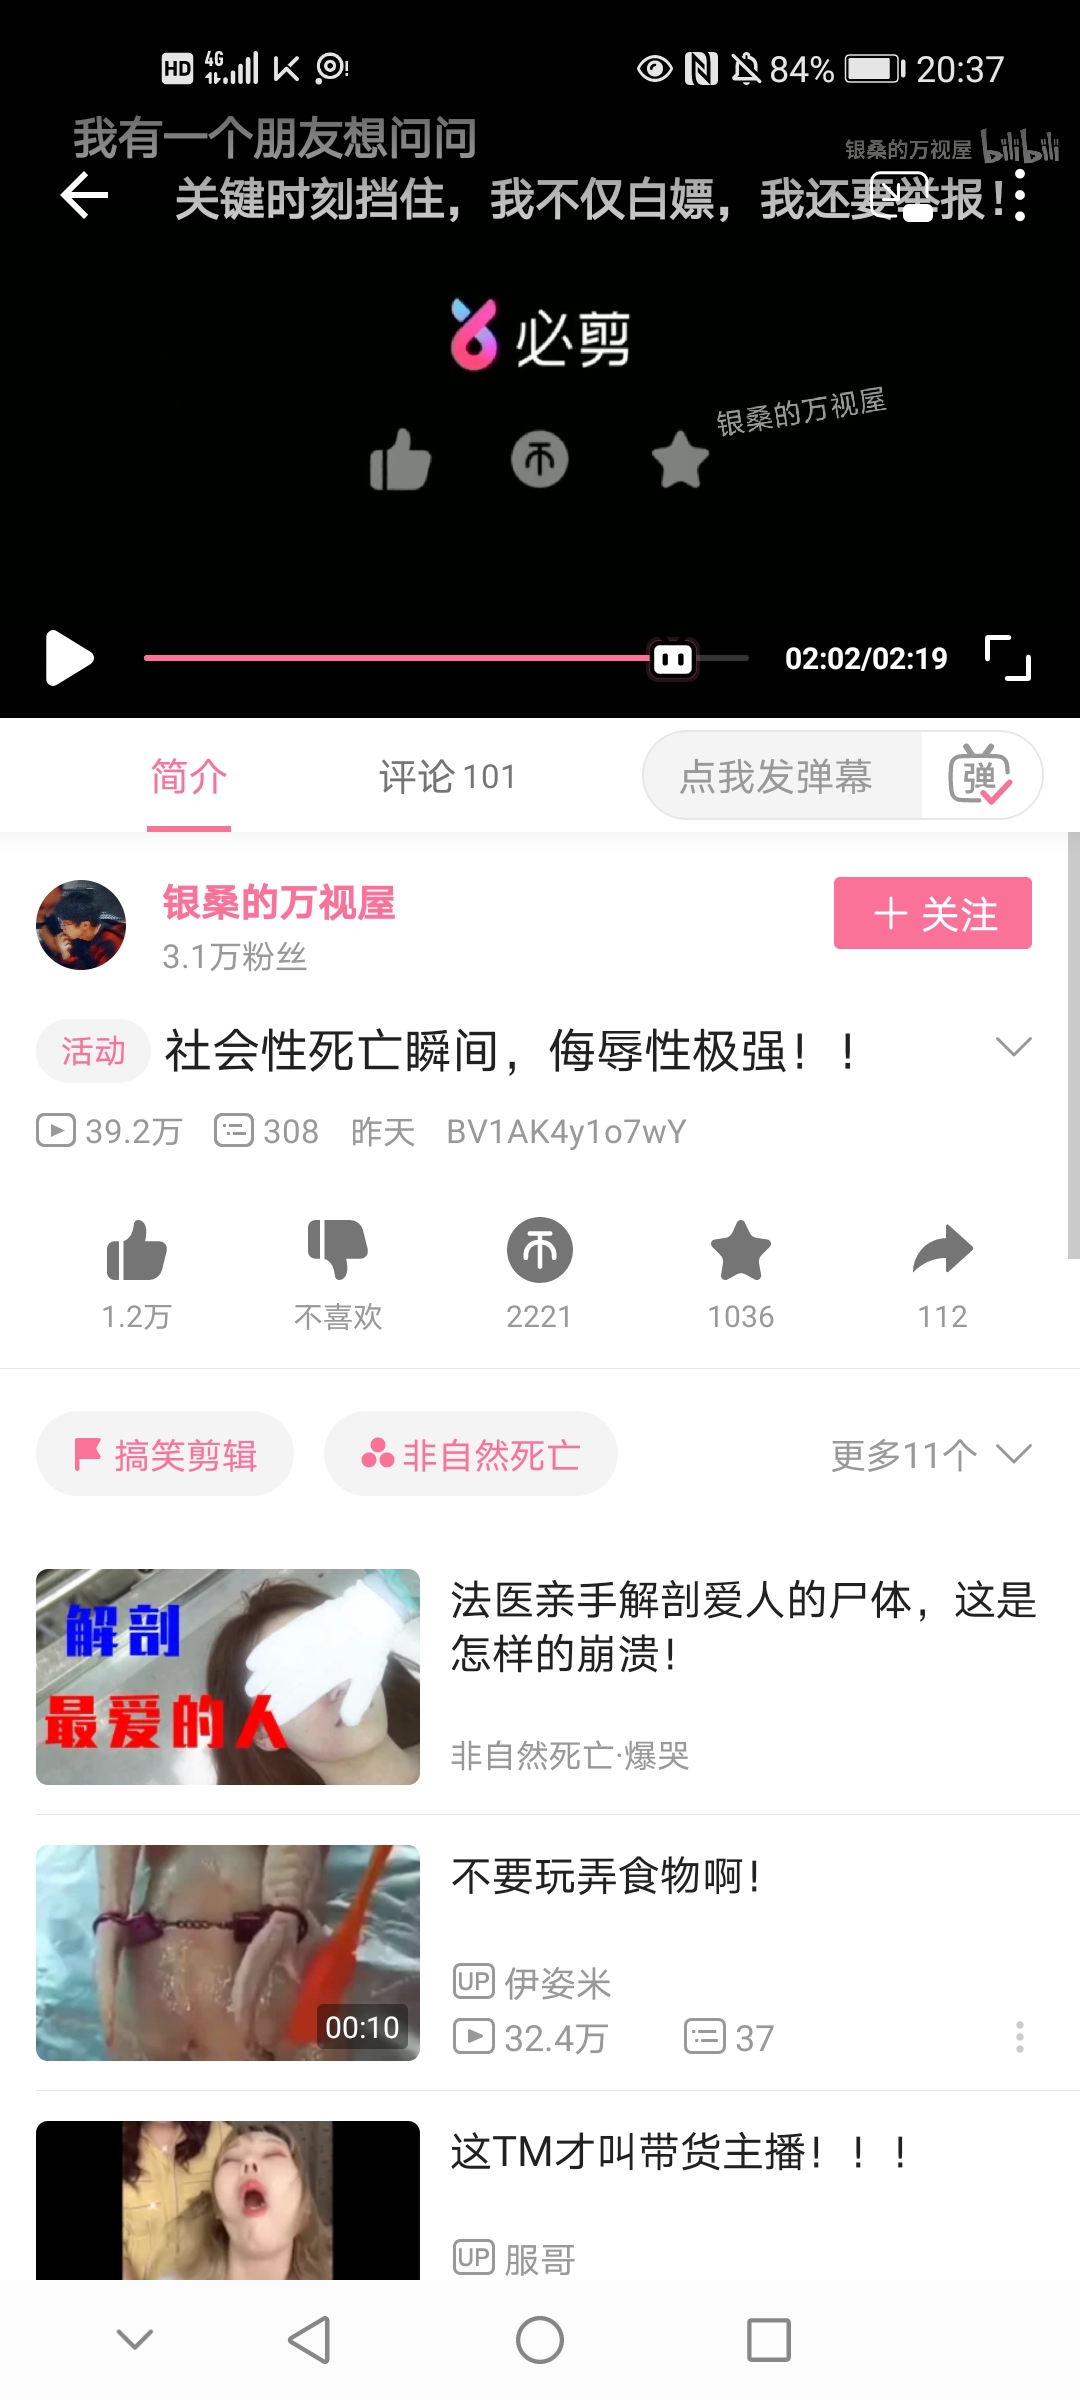 HD 4G 84% 20:37
我有一个朋友想问问
银桑的万视屋 bilibili
关键时刻挡住，我不仅白嫖，我还要举报！
必剪
银桑的万视屋
02:02/02:19
简介 评论 101 点我发弹幕 弹
银桑的万视屋
3.1万粉丝
＋ 关注
活动 社会性死亡瞬间，侮辱性极强！！
39.2万 308 昨天 BV1AK4y1o7wY
1.2万 不喜欢 2221 1036 112
搞笑剪辑 非自然死亡 更多11个
解剖
最爱的人
法医亲手解剖爱人的尸体，这是
怎样的崩溃！
非自然死亡·爆哭
不要玩弄食物啊！
UP 伊姿米
00:10
32.4万 37
这TM才叫带货主播！！！
UP 服哥